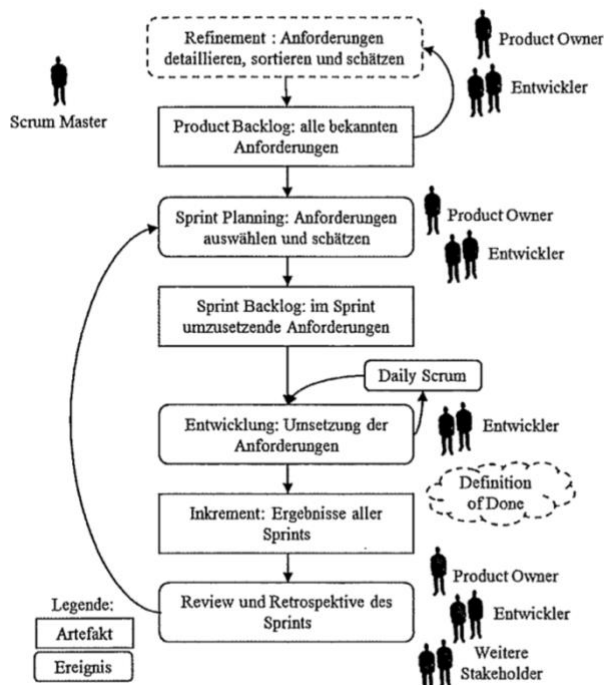 Refinement : Anforderungen
detaillieren, sortieren und schätzen
Product Owner
Entwickler
Scrum Master
Product Backlog: alle bekannten
Anforderungen
Sprint Planning: Anforderungen
auswählen und schätzen
Product Owner
Entwickler
Sprint Backlog: im Sprint
umzusetzende Anforderungen
Daily Scrum
Entwicklung: Umsetzung der
Anforderungen
Entwickler
Definition
of Done
Inkrement: Ergebnisse aller
Sprints
Product Owner
Review und Retrospektive des
Sprints
Entwickler
Weitere
Stakeholder
Legende:
Artefakt
Ereignis